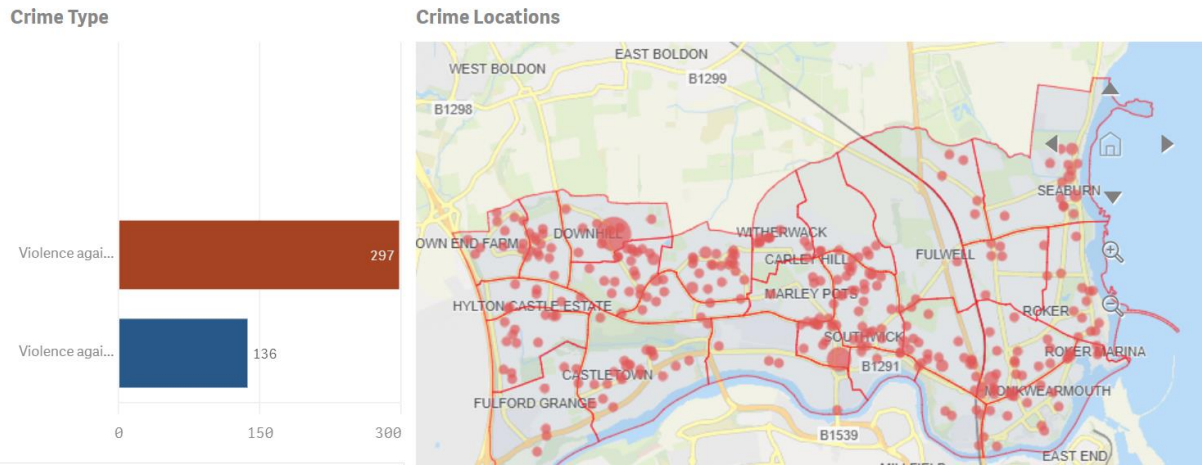 Crime Type
Violence agai...
297
Violence agai...
136
0 150 300
Crime Locations
EAST BOLDON
WEST BOLDON
B1299
B1298
SEABURN
DOWNHILL
WITHERWACK
OWN END FARM
CARLEY HILL
FULWELL
MARLEY POTS
HYLTON CASTLE ESTATE
ROKER
SOUTHWICK
ROKER MARINA
B1291
CASTLETOWN
MONKWEARMOUTH
FULFORD GRANGE
B1539
EAST END